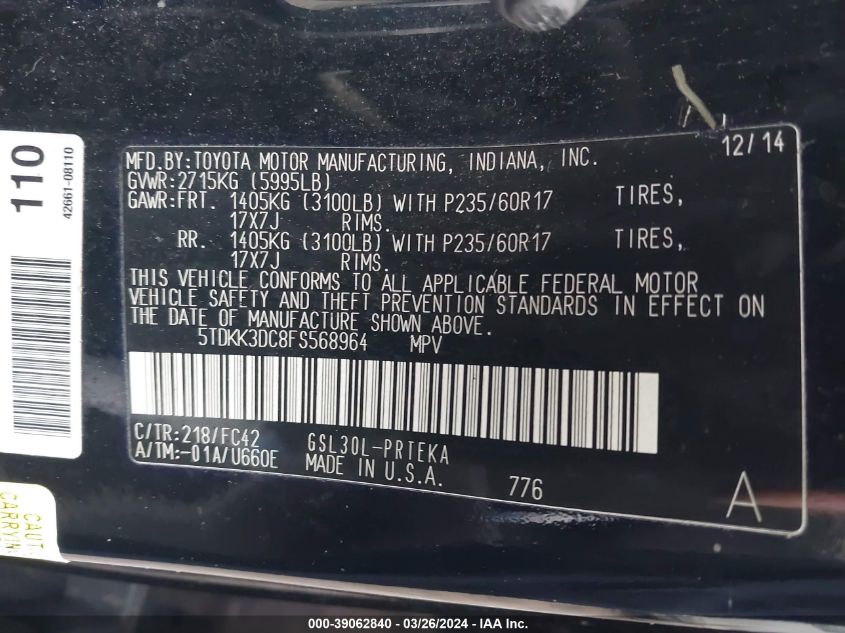 110
42661-08110
12/14
MFD.BY:TOYOTA MOTOR MANUFACTURING, INDIANA, INC.
GVWR:2715KG (5995LB)
GAWR:FRT. 1405KG (3100LB) WITH P235/60R17 TIRES,
17X7J RIMS.
RR. 1405KG (3100LB) WITH P235/60R17 TIRES,
17X7J RIMS.
THIS VEHICLE CONFORMS TO ALL APPLICABLE FEDERAL MOTOR
VEHICLE SAFETY AND THEFT PREVENTION STANDARDS IN EFFECT ON
THE DATE OF MANUFACTURE SHOWN ABOVE.
5TDKK3DC8FS568964 MPV
C/TR:218/FC42 GSL30L-PRTEKA
A/TM:-01A/U660E MADE IN U.S.A. 776 A
CAUT
CARRYIN
000-39062840 / 03/26/2024 - IAAI Inc.